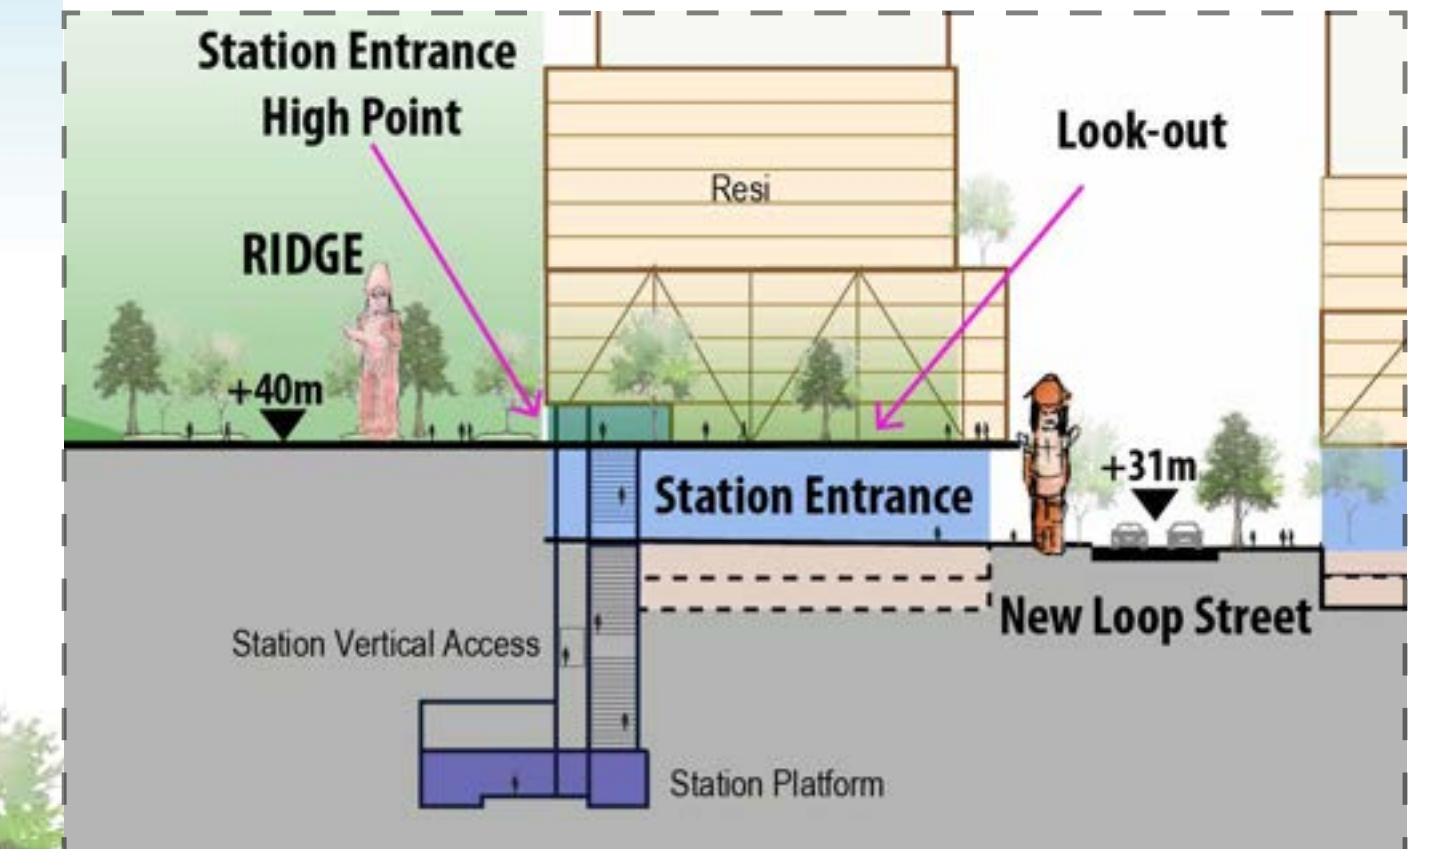 Station Entrance
High Point
Look-out
Resi
RIDGE
+40m
Station Entrance
+31m
New Loop Street
Station Vertical Access
Station Platform